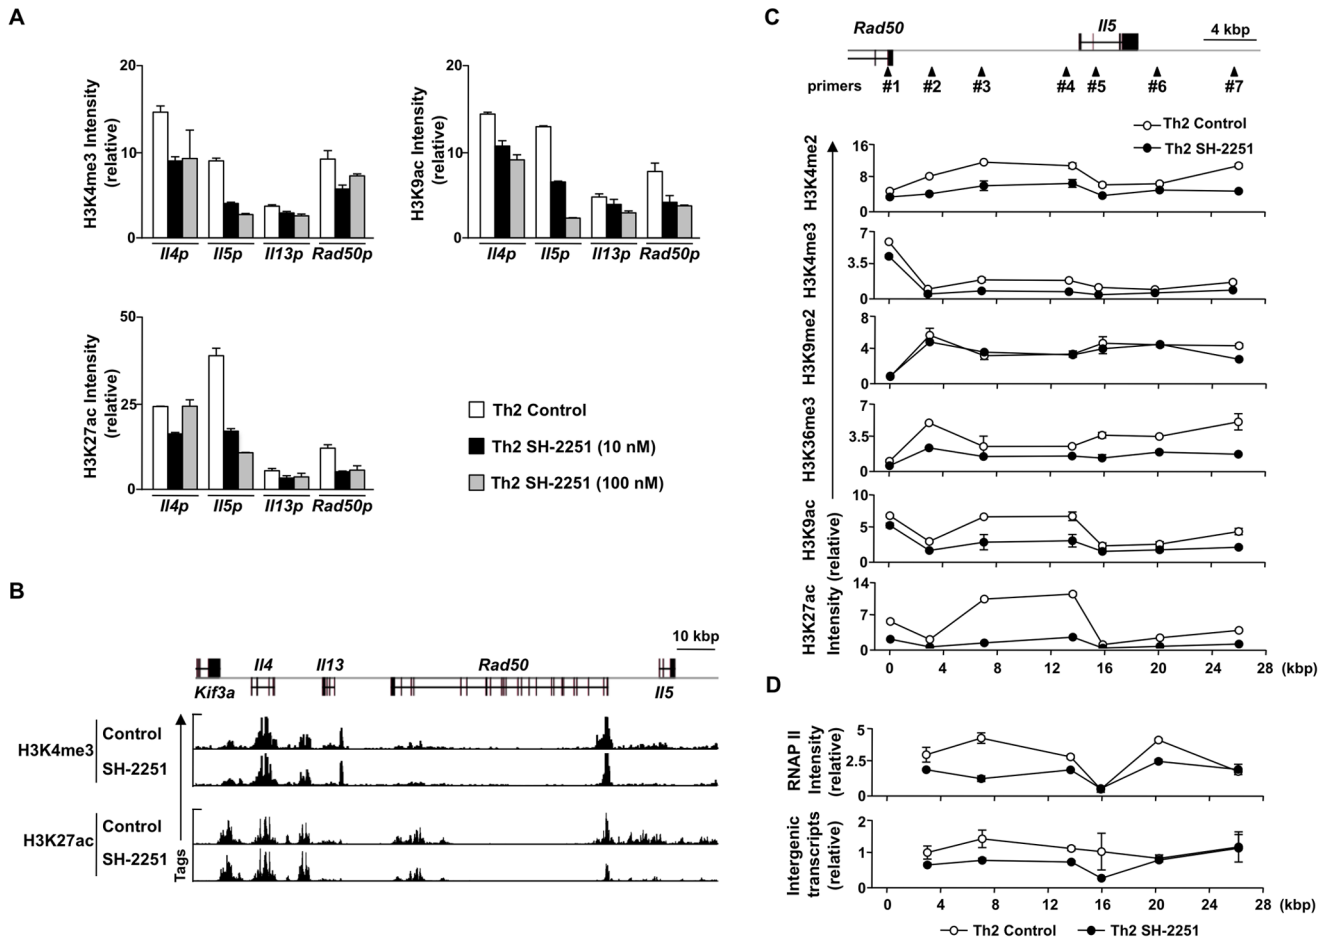 A
H3K4me3 Intensity
(relative)
20
10
0
Il4p Il5p Il13p Rad50p
H3K9ac Intensity
(relative)
20
10
0
Il4p Il5p Il13p Rad50p
H3K27ac Intensity
(relative)
50
25
0
Il4p Il5p Il13p Rad50p
Th2 Control
Th2 SH-2251 (10 nM)
Th2 SH-2251 (100 nM)
B
10 kbp
Il4 Il13 Rad50
Kif3a Il5
H3K4me3
Control
SH-2251
H3K27ac
Control
SH-2251
Tags
C
Rad50 Il5 4 kbp
primers #1 #2 #3 #4 #5 #6 #7
Th2 Control
Th2 SH-2251
H3K4me2
16
8
0
H3K4me3
7
3.5
0
H3K9me2
8
4
0
H3K36me3
7
3.5
0
H3K9ac
10
5
0
H3K27ac
14
7
0
Intensity (relative)
0 4 8 12 16 20 24 28 (kbp)
D
RNAP II
Intensity
(relative)
5
2.5
0
Intergenic
transcripts
(relative)
2
1
0
0 4 8 12 16 20 24 28 (kbp)
Th2 Control Th2 SH-2251